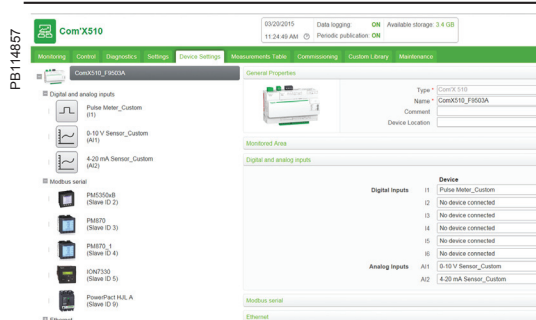 PB114857
Com'X510
03/20/2015 Data logging: ON Available storage: 3.4 GB
11:24:49 AM Periodic publication: ON
Monitoring Control Diagnostics Settings Device Settings Measurements Table Commissioning Custom Library Maintenance
ComX510_F9503A
General Properties
Type * Com'X 510
Name * ComX510_F9503A
Comment
Device Location
Digital and analog inputs
Pulse Meter_Custom
(I1)
0-10 V Sensor_Custom
(AI1)
4-20 mA Sensor_Custom
(AI2)
Modbus serial
PM5350xB
(Slave ID 2)
PM870
(Slave ID 3)
PM870_1
(Slave ID 4)
ION7330
(Slave ID 5)
PowerPact HJL A
(Slave ID 9)
Ethernet
Monitored Area
Digital and analog inputs
Device
Digital Inputs I1 Pulse Meter_Custom
I2 No device connected
I3 No device connected
I4 No device connected
I5 No device connected
I6 No device connected
Analog Inputs AI1 0-10 V Sensor_Custom
AI2 4-20 mA Sensor_Custom
Modbus serial
Ethernet